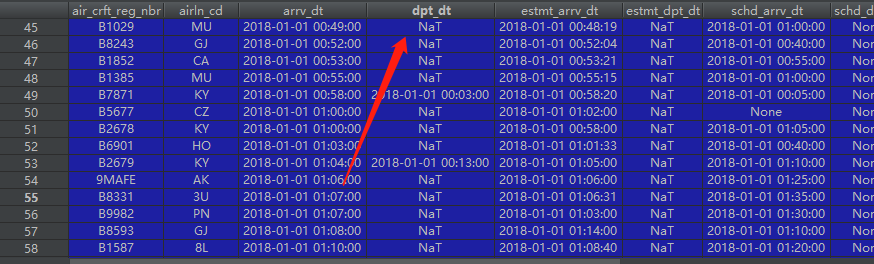 air_crft_reg_nbr airln_cd arrv_dt dpt_dt estmt_arrv_dt estmt_dpt_dt schd_arrv_dt schd_d
45 B1029 MU 2018-01-01 00:49:00 NaT 2018-01-01 00:48:19 NaT 2018-01-01 01:00:00 Nor
46 B8243 GJ 2018-01-01 00:52:00 NaT 2018-01-01 00:52:04 NaT 2018-01-01 00:40:00 Nor
47 B1852 CA 2018-01-01 00:53:00 NaT 2018-01-01 00:53:21 NaT 2018-01-01 00:55:00 Nor
48 B1385 MU 2018-01-01 00:55:00 NaT 2018-01-01 00:55:15 NaT 2018-01-01 01:00:00 Nor
49 B7871 KY 2018-01-01 00:58:00 2018-01-01 00:03:00 2018-01-01 00:58:20 NaT 2018-01-01 00:05:00 Nor
50 B5677 CZ 2018-01-01 01:00:00 NaT 2018-01-01 01:02:00 NaT None Nor
51 B2678 KY 2018-01-01 01:00:00 NaT 2018-01-01 00:58:00 NaT 2018-01-01 01:05:00 Nor
52 B6901 HO 2018-01-01 01:03:00 NaT 2018-01-01 01:01:33 NaT 2018-01-01 00:40:00 Nor
53 B2679 KY 2018-01-01 01:04:00 2018-01-01 00:13:00 2018-01-01 01:05:00 NaT 2018-01-01 01:10:00 Nor
54 9MAFE AK 2018-01-01 01:06:00 NaT 2018-01-01 01:06:00 NaT 2018-01-01 01:25:00 Nor
55 B8331 3U 2018-01-01 01:07:00 NaT 2018-01-01 01:06:31 NaT 2018-01-01 01:35:00 Nor
56 B9982 PN 2018-01-01 01:07:00 NaT 2018-01-01 01:03:00 NaT 2018-01-01 01:30:00 Nor
57 B8593 GJ 2018-01-01 01:08:00 NaT 2018-01-01 01:14:00 NaT 2018-01-01 01:10:00 Nor
58 B1587 8L 2018-01-01 01:10:00 NaT 2018-01-01 01:08:40 NaT 2018-01-01 01:20:00 Nor